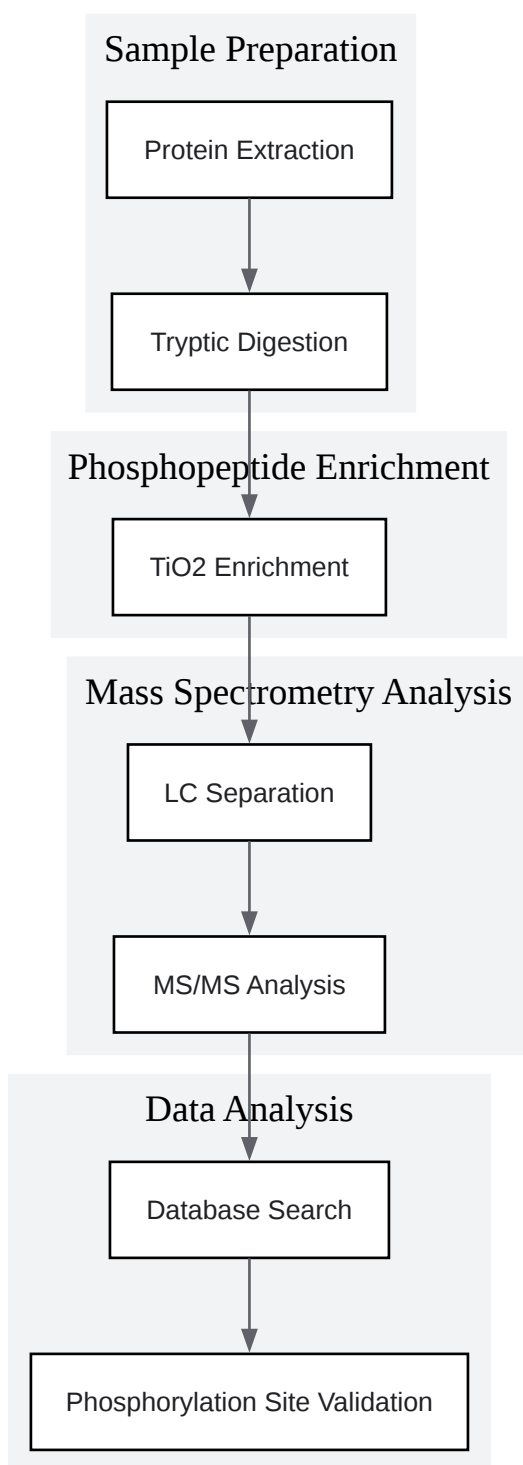 Sample Preparation
Protein Extraction
Tryptic Digestion
Phosphopeptide Enrichment
TiO2 Enrichment
Mass Spectrometry Analysis
LC Separation
MS/MS Analysis
Data Analysis
Database Search
Phosphorylation Site Validation